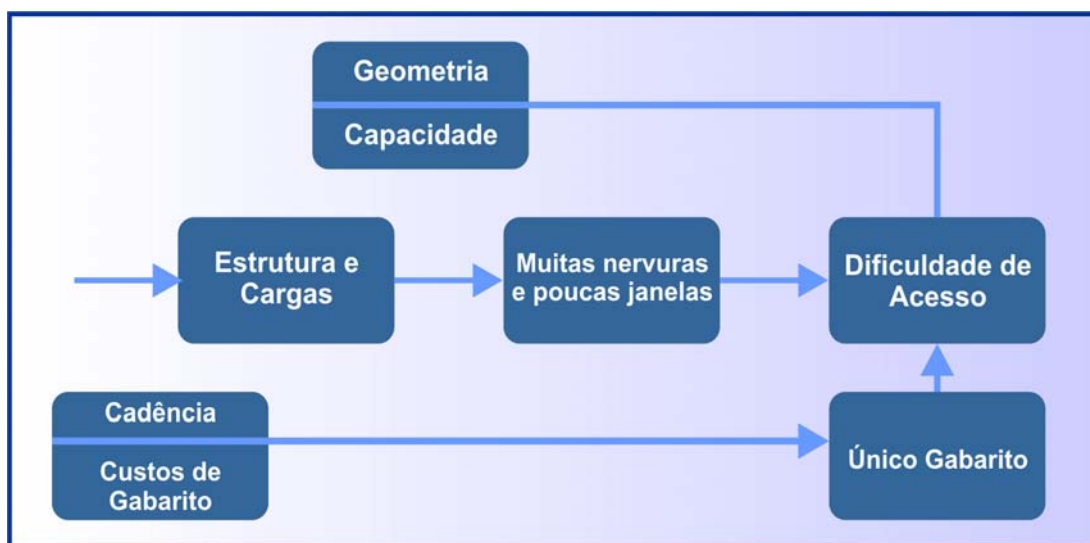 Geometria
Capacidade
Estrutura e
Cargas
Muitas nervuras
e poucas janelas
Dificuldade de
Acesso
Cadência
Custos de
Gabarito
Único Gabarito